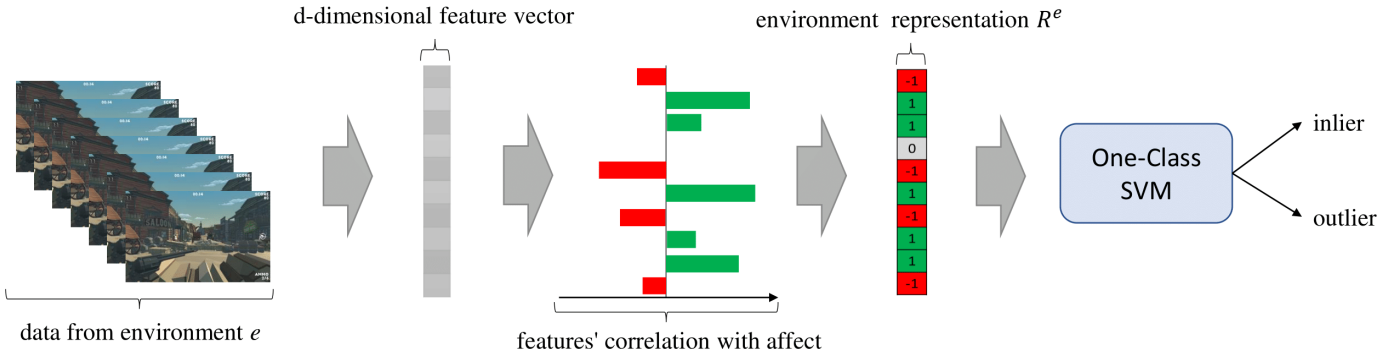 d-dimensional feature vector
environment representation R^e
-1
1
1
0
-1
1
-1
1
1
-1
One-Class
SVM
inlier
outlier
data from environment e
features' correlation with affect